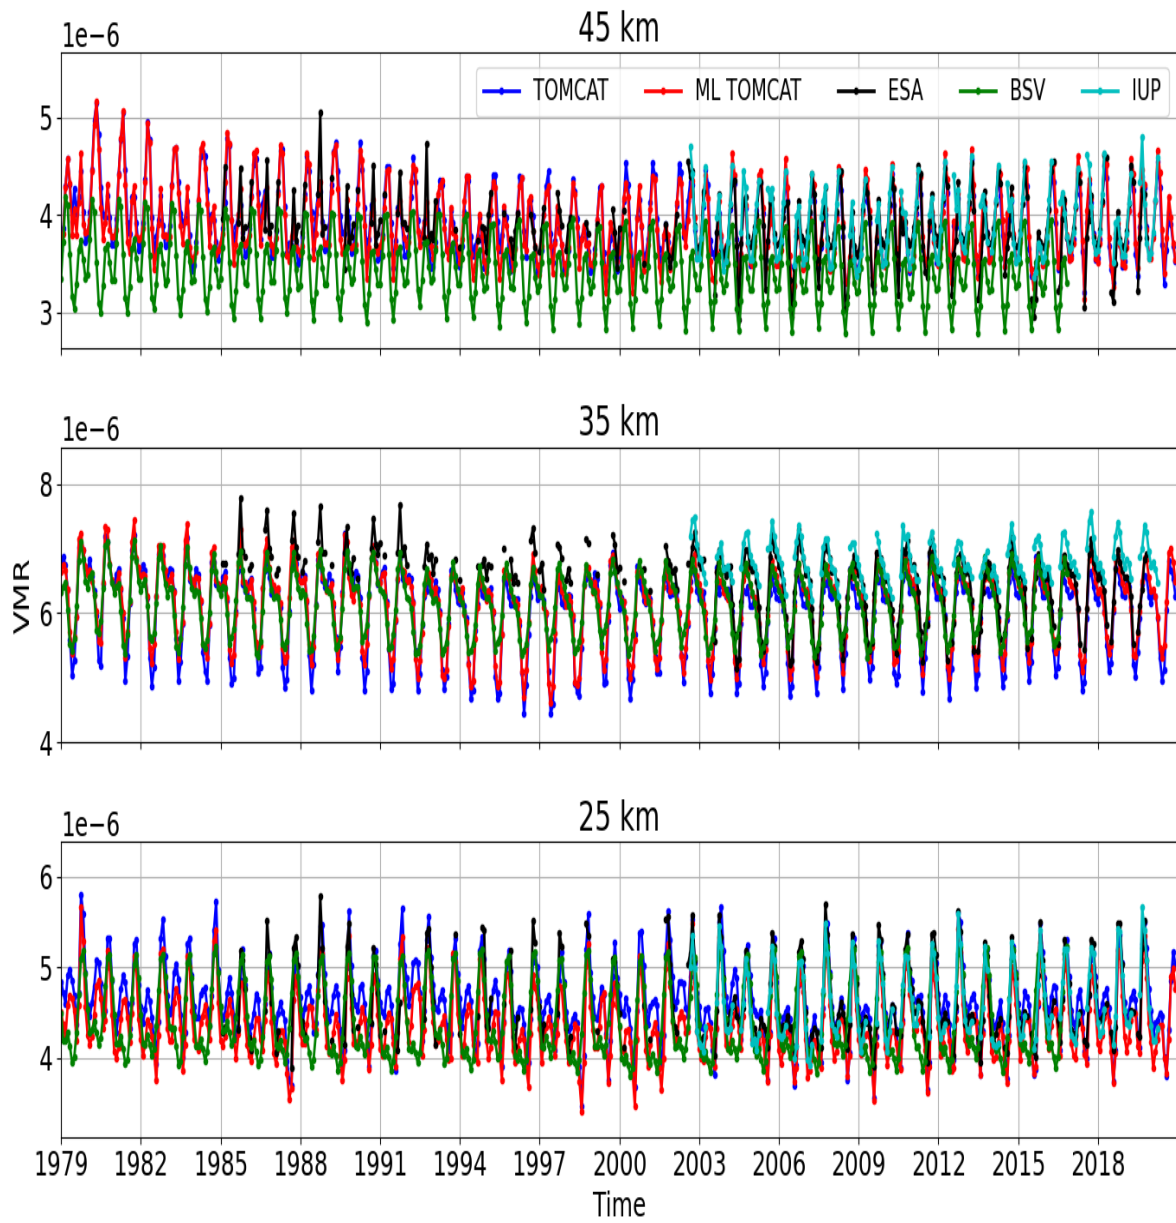 45 km
1e−6
TOMCAT ML TOMCAT ESA BSV IUP
5
4
3
35 km
1e−6
8
6
4
VMR
25 km
1e−6
6
5
4
1979 1982 1985 1988 1991 1994 1997 2000 2003 2006 2009 2012 2015 2018
Time